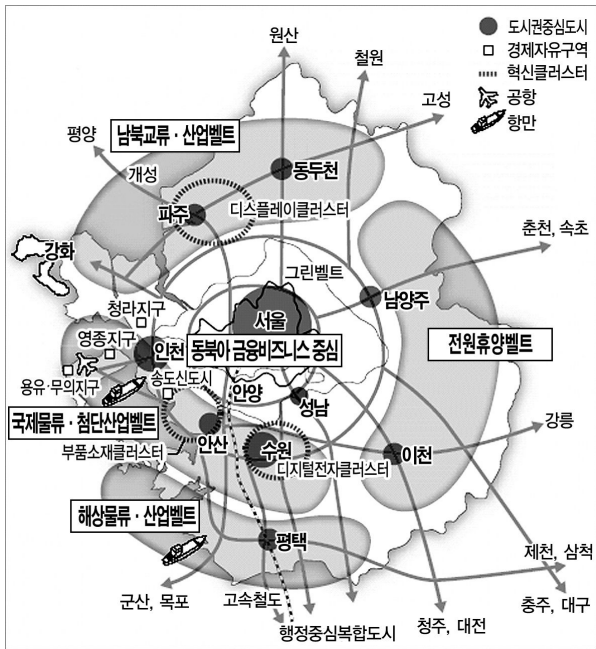 도시권중심도시
경제자유구역
혁신클러스터
공항
항만
원산
철원
고성
평양
남북교류·산업벨트
개성
동두천
파주
디스플레이클러스터
강화
춘천, 속초
그린벨트
남양주
청라지구
서울
영종지구
인천
동북아 금융비즈니스 중심
전원휴양벨트
용유·무의지구
송도신도시
안양
성남
국제물류·첨단산업벨트
강릉
안산
수원
이천
부품소재클러스터
디지털전자클러스터
해상물류·산업벨트
평택
제천, 삼척
군산, 목포
고속철도
충주, 대구
청주, 대전
행정중심복합도시